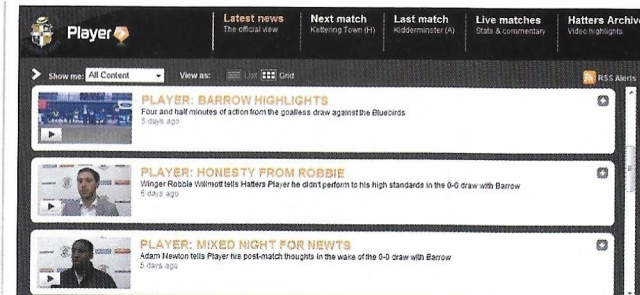 Player
Latest news
The official view
Next match
Kettering Town (H)
Last match
Kidderminster (A)
Live matches
Stats & commentary
Hatters Archive
Video highlights
Show me: All Content
View as: List Grid
RSS Alerts
PLAYER: BARROW HIGHLIGHTS
Four and half minutes of action from the goalless draw against the Bluebirds
5 days ago
PLAYER: HONESTY FROM ROBBIE
Winger Robbie Willmott tells Hatters Player he didn't perform to his high standards in the 0-0 draw with Barrow
5 days ago
PLAYER: MIXED NIGHT FOR NEWTS
Adam Newton tells Player his post-match thoughts in the wake of the 0-0 draw with Barrow
5 days ago